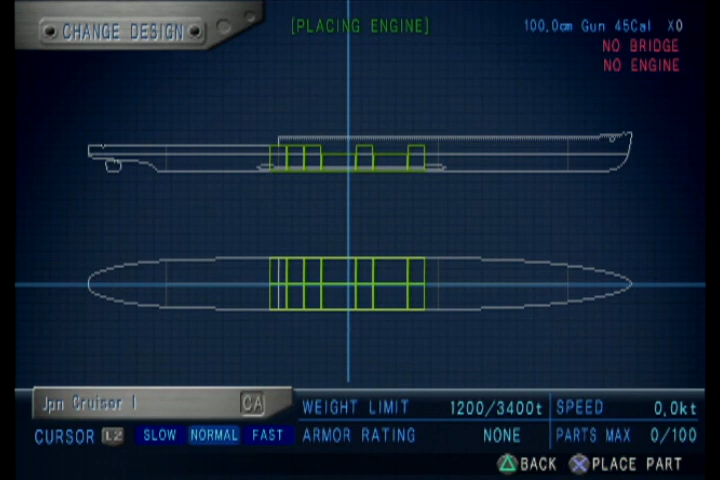 CHANGE DESIGN
[PLACING ENGINE]
100.0cm Gun 45Cal X0
NO BRIDGE
NO ENGINE
Jpn Cruisor I CA
WEIGHT LIMIT 1200/3400t SPEED 0.0kt
CURSOR L2 SLOW NORMAL FAST ARMOR RATING NONE PARTS MAX 0/100
BACK PLACE PART